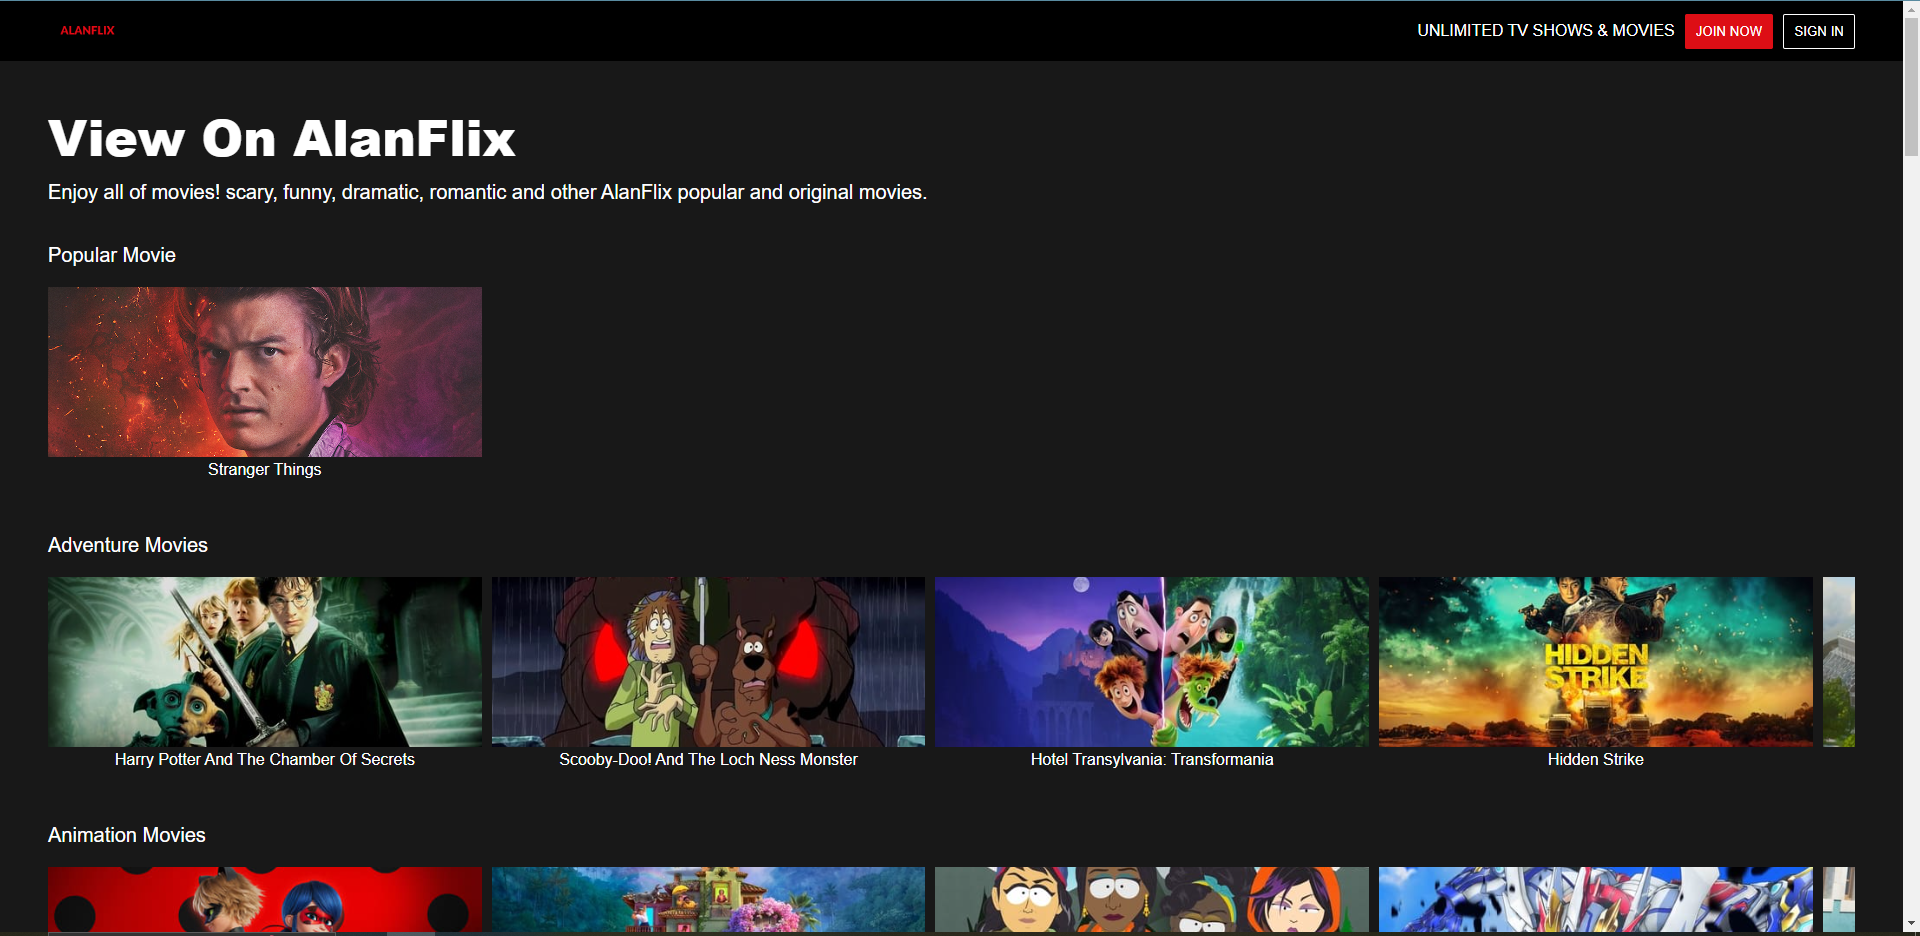 ALANFLIX
UNLIMITED TV SHOWS & MOVIES
JOIN NOW
SIGN IN
View On AlanFlix
Enjoy all of movies! scary, funny, dramatic, romantic and other AlanFlix popular and original movies.
Popular Movie
Stranger Things
Adventure Movies
HIDDEN
STRIKE
Harry Potter And The Chamber Of Secrets
Scooby-Doo! And The Loch Ness Monster
Hotel Transylvania: Transformania
Hidden Strike
Animation Movies